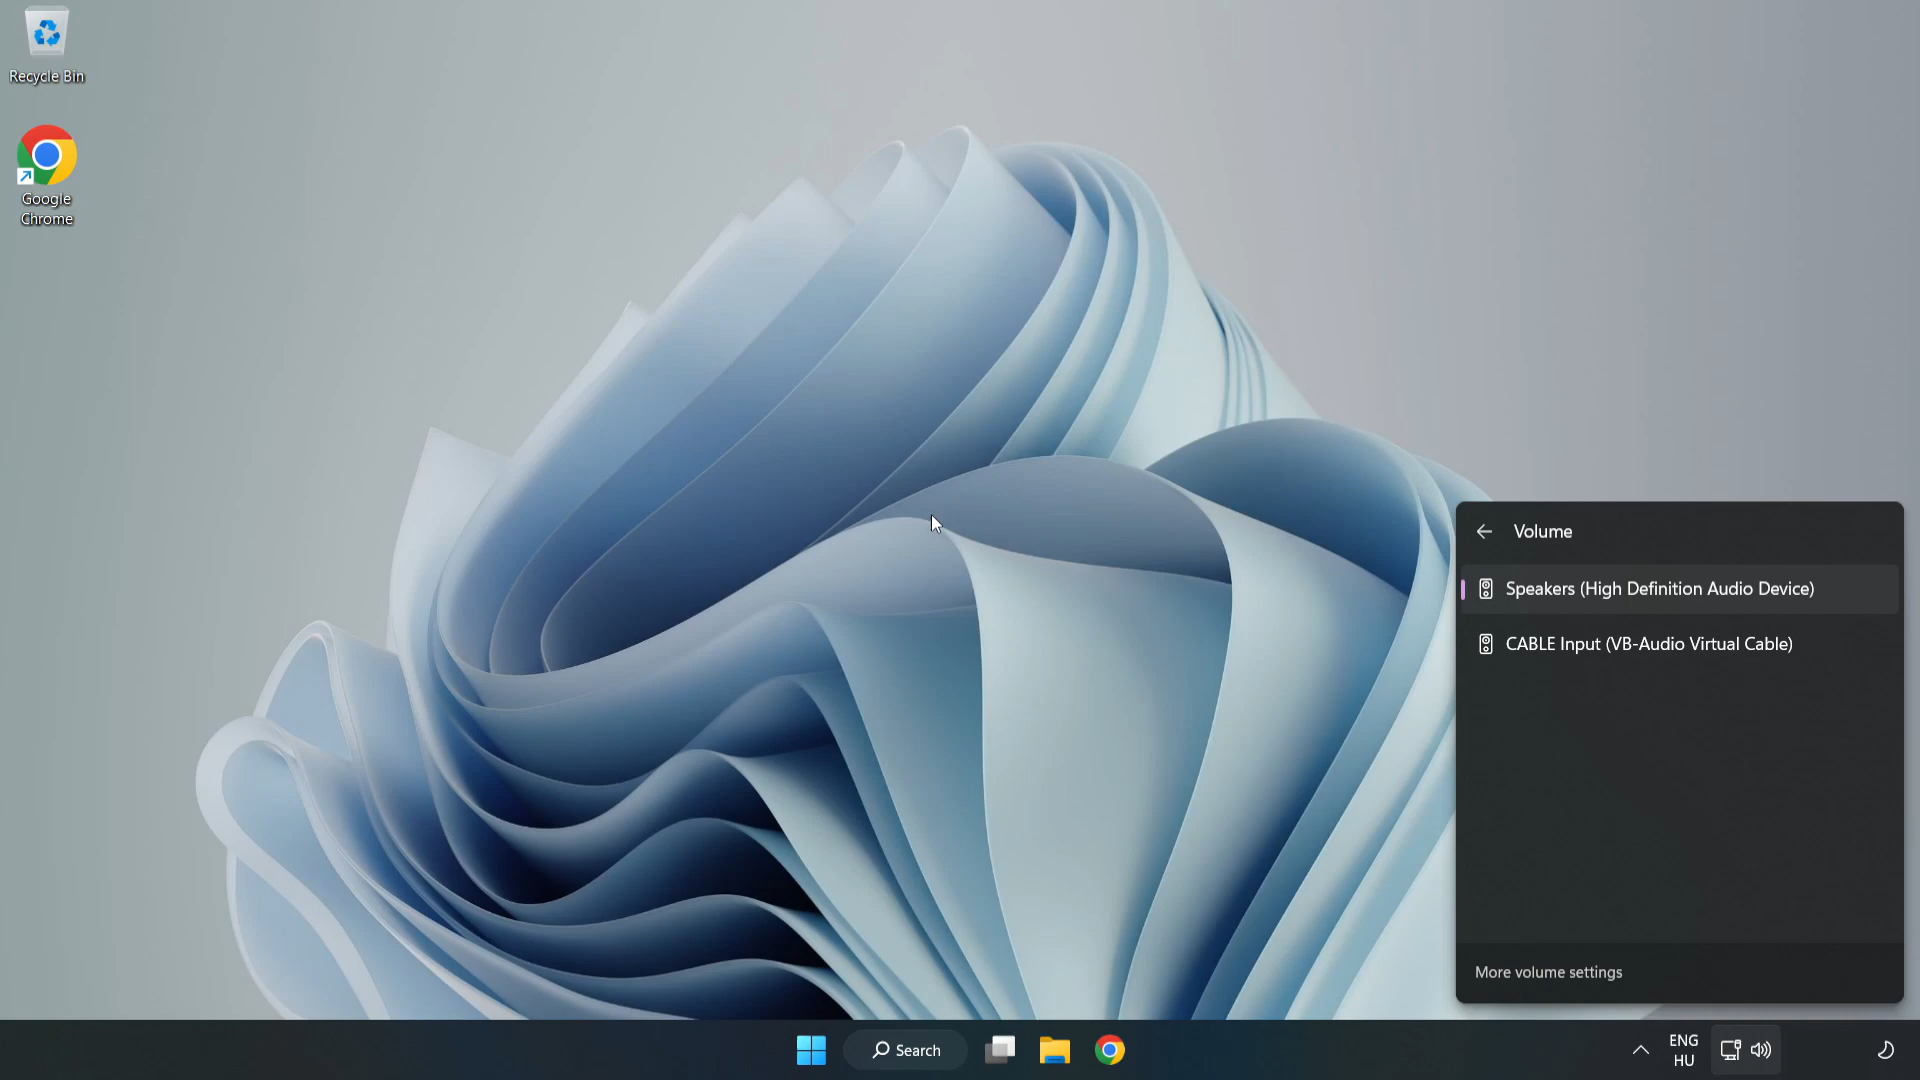 Recycle Bin
Google
Chrome
Volume
Speakers (High Definition Audio Device)
CABLE Input (VB-Audio Virtual Cable)
More volume settings
Search
ENG
HU